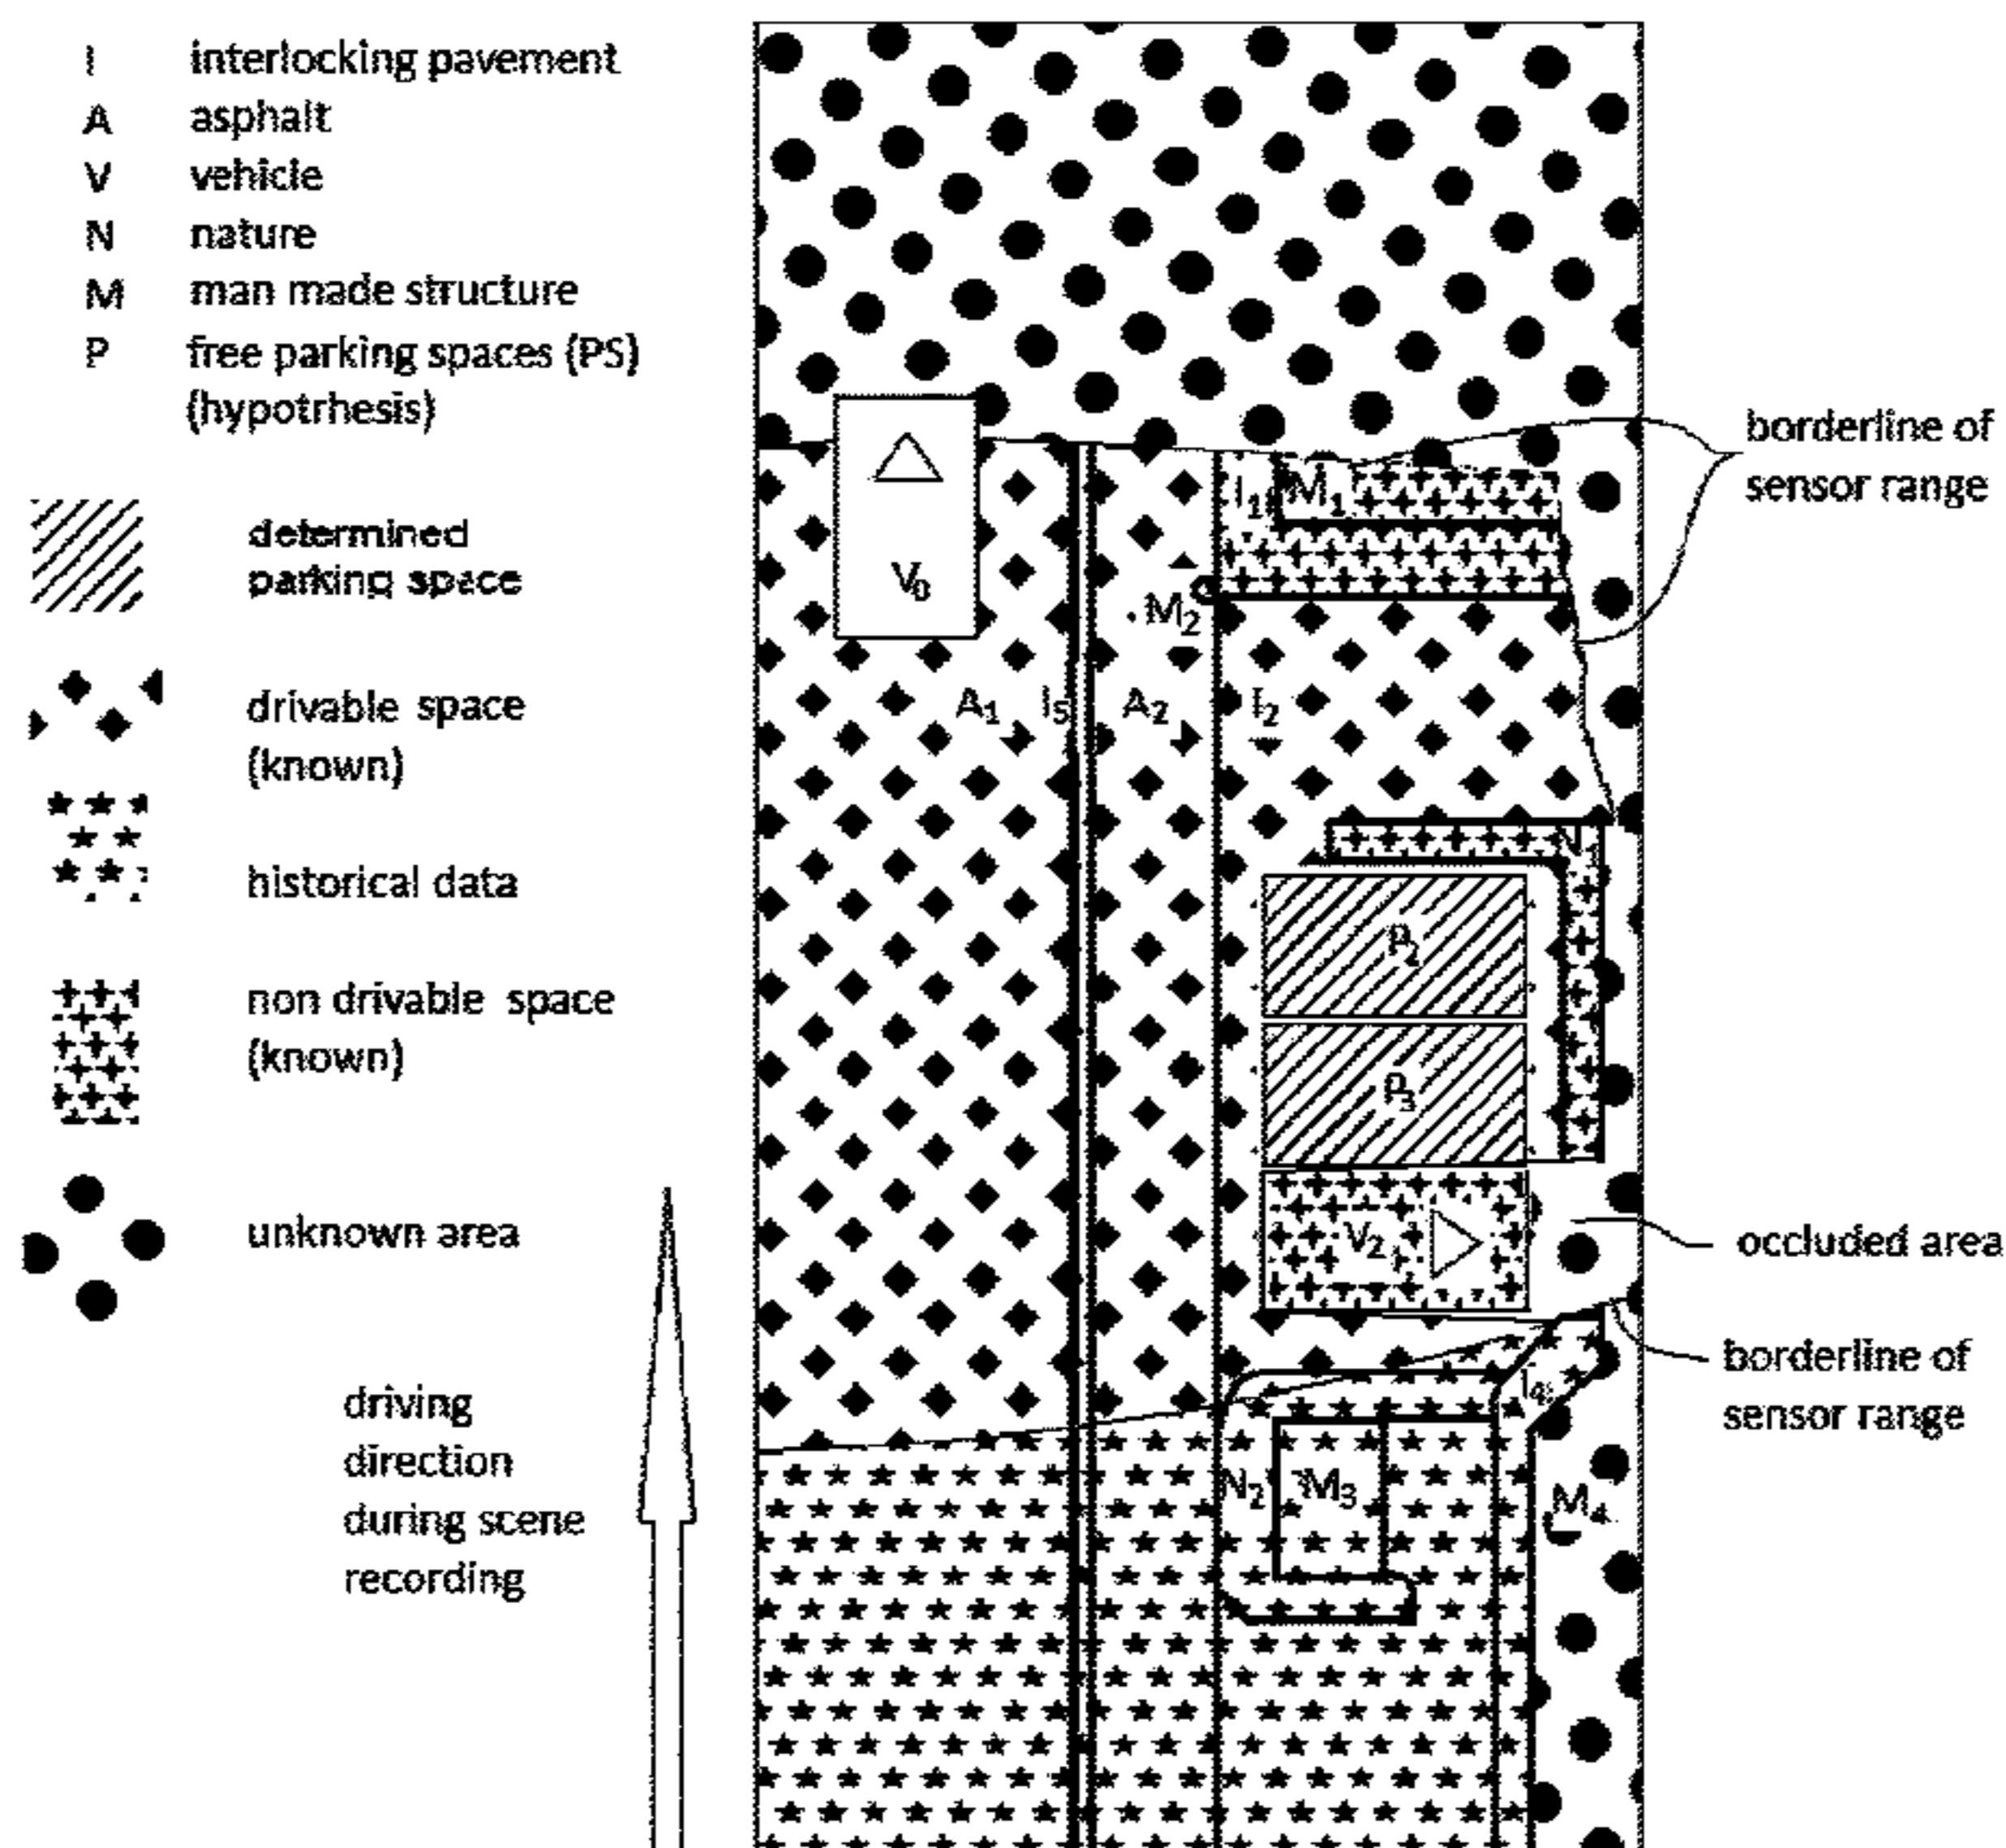 I interlocking pavement
A asphalt
V vehicle
N nature
M man made structure
P free parking spaces (PS)
(hypotrhesis)
determined
parking space
drivable space
(known)
historical data
non drivable space
(known)
unknown area
driving
direction
during scene
recording
V0
I1 M1
M2
A1 I5 A2 I2
P2
P3
V2
I4
N2 M3
M4
borderline of
sensor range
occluded area
borderline of
sensor range